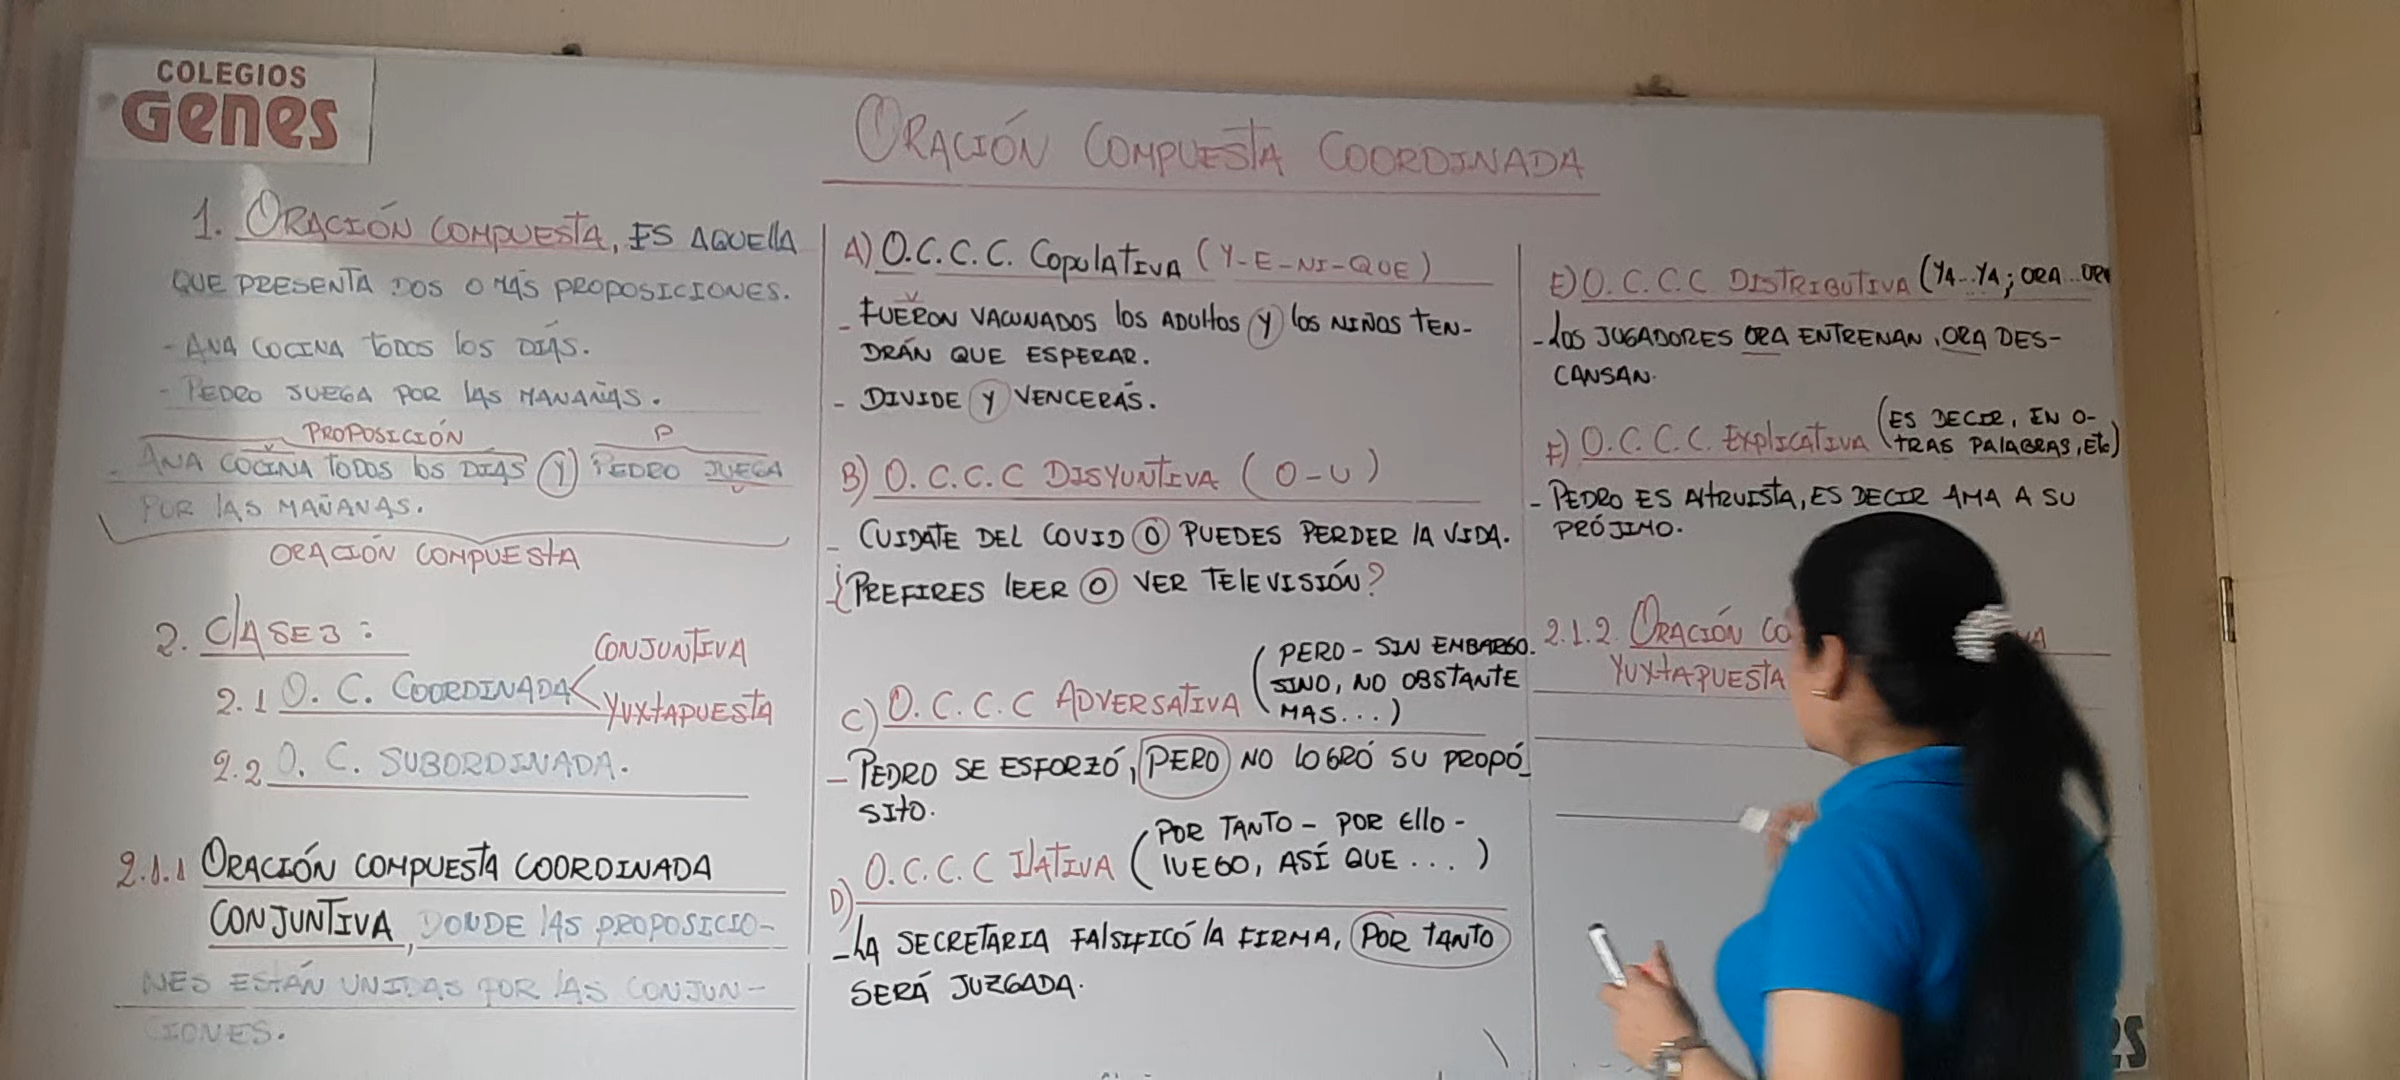 COLEGIOS
Genes
ORACIÓN COMPUESTA COORDINADA
1. ORACIÓN COMPUESTA, ES AQUELLA
QUE PRESENTA DOS O MÁS PROPOSICIONES.
- ANA COCINA TODOS LOS DÍAS.
- PEDRO JUEGA POR LAS MAÑANAS.
PROPOSICIÓN P
- ANA COCINA TODOS LOS DÍAS Y PEDRO JUEGA
POR LAS MAÑANAS.
ORACIÓN COMPUESTA
2. CLASES:
CONJUNTIVA
2.1 O. C. COORDINADA
YUXTAPUESTA
2.2 O. C. SUBORDINADA.
2.1.1 ORACIÓN COMPUESTA COORDINADA
CONJUNTIVA, DONDE LAS PROPOSICIO-
NES ESTÁN UNIDAS POR LAS CONJUN-
CIONES.
A) O.C.C.C. COPULATIVA (Y-E-NI-QUE)
- FUERON VACUNADOS LOS ADULTOS Y LOS NIÑOS TEN-
DRÁN QUE ESPERAR.
- DIVIDE Y VENCERÁS.
B) O.C.C.C DISYUNTIVA (O-U)
- CUIDATE DEL COVID O PUEDES PERDER LA VIDA.
- ¿PREFIRES LEER O VER TELEVISIÓN?
C) O.C.C.C ADVERSATIVA (PERO - SIN EMBARGO.
SINO, NO OBSTANTE
MAS...)
- PEDRO SE ESFORZÓ, PERO NO LOGRÓ SU PROPÓ-
SITO.
D) O.C.C.C ILATIVA (POR TANTO - POR ELLO -
LUEGO, ASÍ QUE ...)
- LA SECRETARIA FALSIFICÓ LA FIRMA, POR TANTO
SERÁ JUZGADA.
E) O.C.C.C DISTRIBUTIVA (YA...YA; ORA...ORA
- LOS JUGADORES ORA ENTRENAN, ORA DES-
CANSAN.
F) O.C.C.C. EXPLICATIVA (ES DECIR, EN O-
TRAS PALABRAS, ETC)
- PEDRO ES ALTRUISTA, ES DECIR AMA A SU
PRÓJIMO.
2.1.2. ORACIÓN CO
YUXTAPUESTA